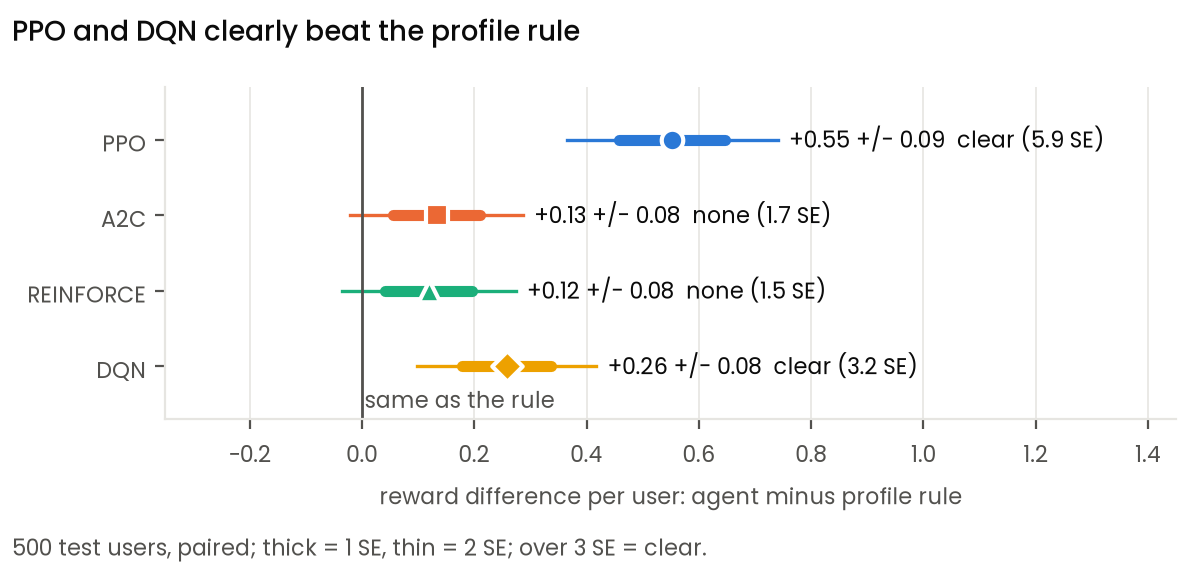 PPO and DQN clearly beat the profile rule
PPO
+0.55 +/- 0.09 clear (5.9 SE)
A2C
+0.13 +/- 0.08 none (1.7 SE)
REINFORCE
+0.12 +/- 0.08 none (1.5 SE)
DQN
+0.26 +/- 0.08 clear (3.2 SE)
same as the rule
−0.2 0.0 0.2 0.4 0.6 0.8 1.0 1.2 1.4
reward difference per user: agent minus profile rule
500 test users, paired; thick = 1 SE, thin = 2 SE; over 3 SE = clear.